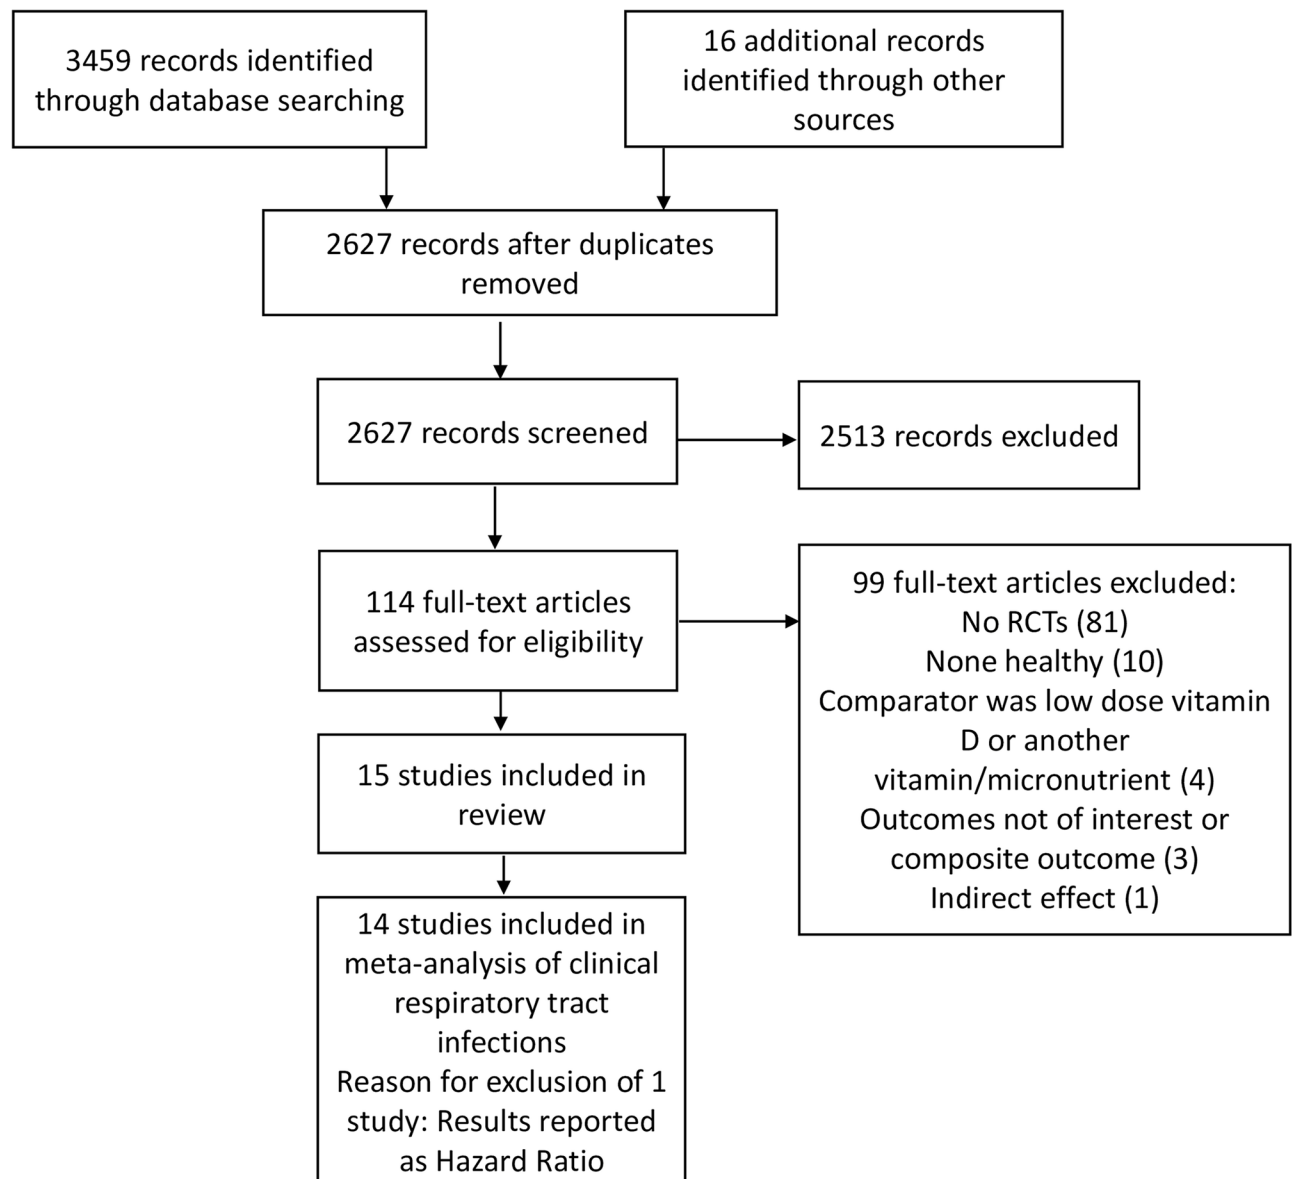 3459 records identified
through database searching
16 additional records
identified through other
sources
2627 records after duplicates
removed
2627 records screened
2513 records excluded
114 full-text articles
assessed for eligibility
99 full-text articles excluded:
No RCTs (81)
None healthy (10)
Comparator was low dose vitamin
D or another
vitamin/micronutrient (4)
Outcomes not of interest or
composite outcome (3)
Indirect effect (1)
15 studies included in
review
14 studies included in
meta-analysis of clinical
respiratory tract
infections
Reason for exclusion of 1
study: Results reported
as Hazard Ratio